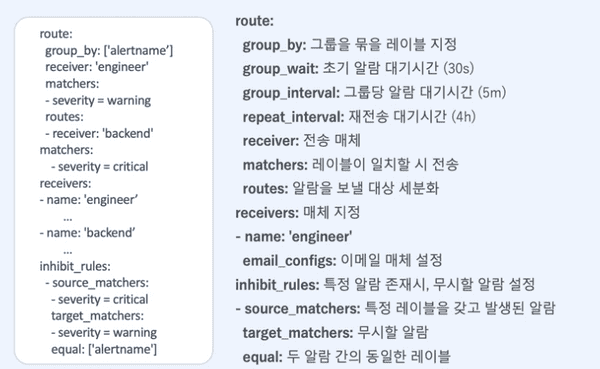 route:
group_by: ['alertname’]
receiver: 'engineer'
matchers:
- severity = warning
routes:
- receiver: 'backend'
matchers:
- severity = critical
receivers:
- name: 'engineer’
...
- name: 'backend’
...
inhibit_rules:
- source_matchers:
- severity = critical
target_matchers:
- severity = warning
equal: ['alertname']
route:
group_by: 그룹을 묶을 레이블 지정
group_wait: 초기 알람 대기시간 (30s)
group_interval: 그룹당 알람 대기시간 (5m)
repeat_interval: 재전송 대기시간 (4h)
receiver: 전송 매체
matchers: 레이블이 일치할 시 전송
routes: 알람을 보낼 대상 세분화
receivers: 매체 지정
- name: 'engineer'
email_configs: 이메일 매체 설정
inhibit_rules: 특정 알람 존재시, 무시할 알람 설정
- source_matchers: 특정 레이블을 갖고 발생된 알람
target_matchers: 무시할 알람
equal: 두 알람 간의 동일한 레이블